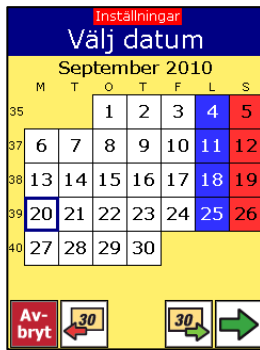 Inställningar
Välj datum
September 2010
M T O T F L S
35 1 2 3 4 5
37 6 7 8 9 10 11 12
38 13 14 15 16 17 18 19
39 20 21 22 23 24 25 26
40 27 28 29 30
Av-
bryt 30 30